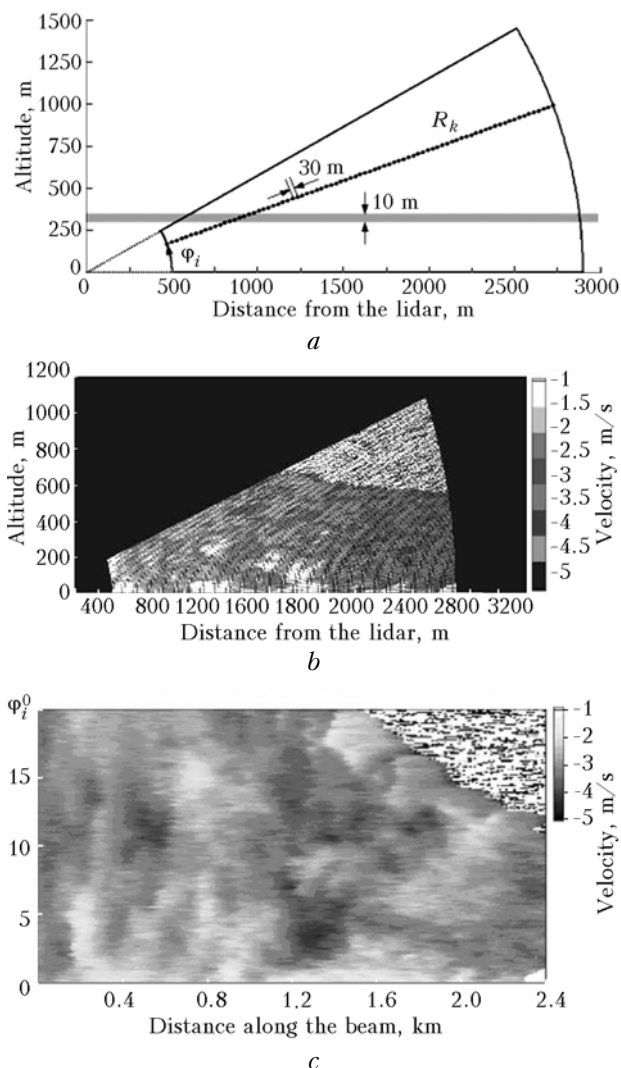 1500
1250
1000
750
500
250
0
Altitude, m
R_k
30 m
10 m
φ_i
0 500 1000 1250 1500 2000 2500 3000
Distance from the lidar, m
a
1200
1000
800
600
400
200
0
Altitude, m
400 800 1200 1600 1800 2000 2400 2800 3200
Distance from the lidar, m
-1
-1.5
-2
-2.5
-3
-3.5
-4
-4.5
-5
Velocity, m/s
b
φ_i^0
15
10
5
0
0.4 0.8 1.2 1.6 2.0 2.4
Distance along the beam, km
-1
-2
-3
-4
-5
Velocity, m/s
c